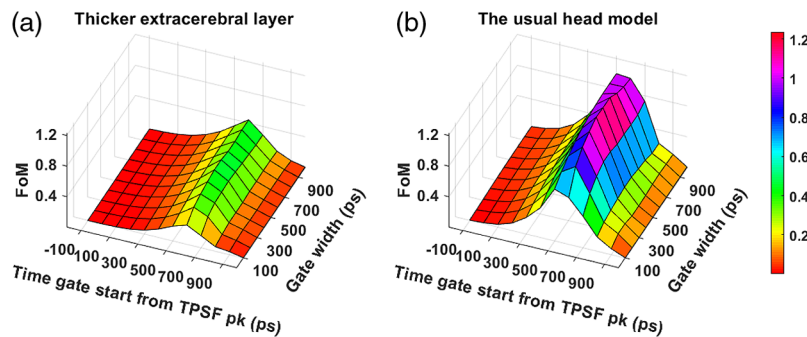 (a) Thicker extracerebral layer
1.2
0.8
0.4
FoM
-100 100 300 500 700 900
Time gate start from TPSF pk (ps)
100 300 500 700 900
Gate width (ps)
(b) The usual head model
1.2
0.8
0.4
FoM
-100 100 300 500 700 900
Time gate start from TPSF pk (ps)
100 300 500 700 900
Gate width (ps)
1.2
1
0.8
0.6
0.4
0.2